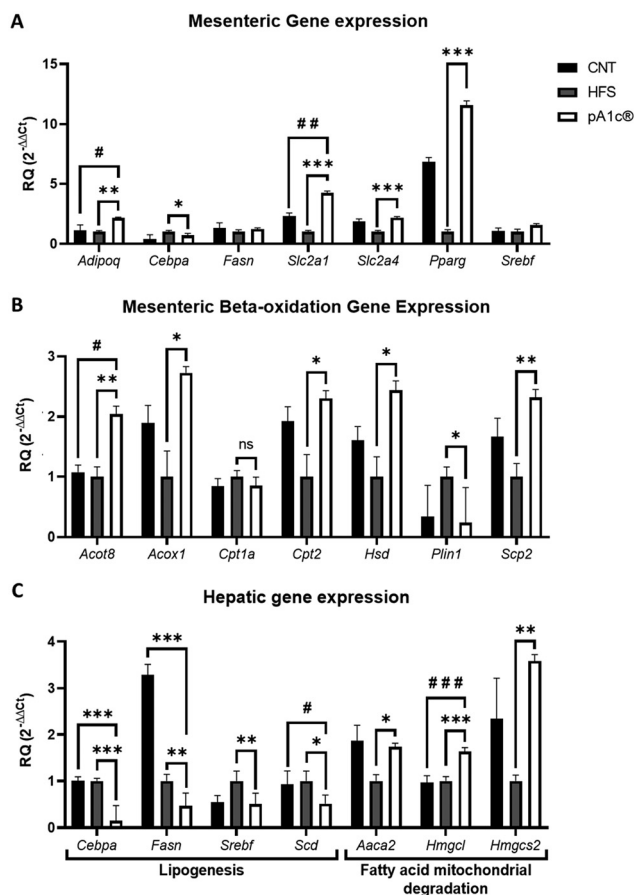 A
Mesenteric Gene expression
CNT
HFS
pA1c®
RQ (2^-ΔΔCt)
15
10
5
0
#
**
*
##
***
***
***
Adipoq Cebpa Fasn Slc2a1 Slc2a4 Pparg Srebf
B
Mesenteric Beta-oxidation Gene Expression
RQ (2^-ΔΔCt)
3
2
1
0
#
**
*
ns
*
*
*
**
Acot8 Acox1 Cpt1a Cpt2 Hsd Plin1 Scp2
C
Hepatic gene expression
RQ (2^-ΔΔCt)
4
3
2
1
0
***
***
***
**
**
#
*
*
###
***
**
Cebpa Fasn Srebf Scd Aaca2 Hmgcl Hmgcs2
Lipogenesis
Fatty acid mitochondrial
degradation